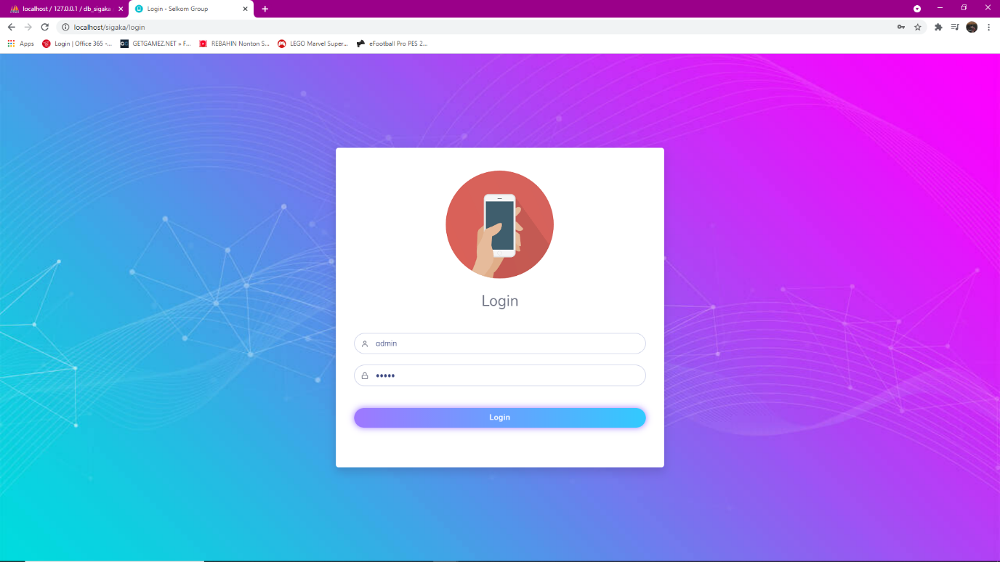 localhost / 127.0.0.1 / db_sigaka
Login - Selkom Group
localhost/sigaka/login
Apps
Login | Office 365 -...
GETGAMEZ.NET » F...
REBAHIN Nonton S...
LEGO Marvel Super...
eFootball Pro PES 2...
Login
admin
•••••
Login